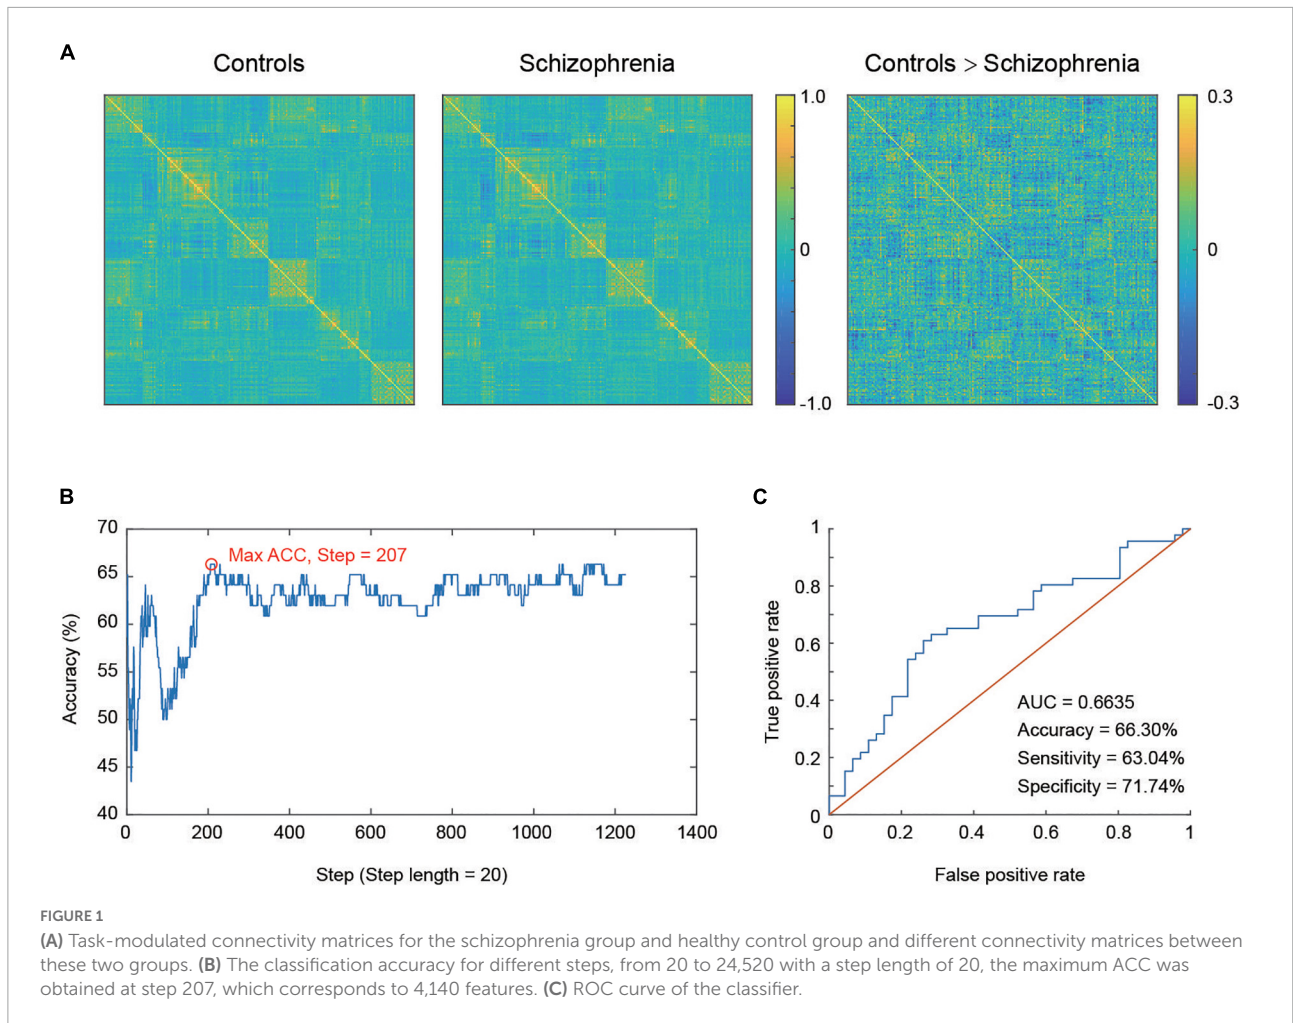 A
Controls
Schizophrenia
Controls > Schizophrenia
1.0
0
-1.0
0.3
0
-0.3
B
70
65
60
55
50
45
40
Accuracy (%)
Max ACC, Step = 207
0 200 400 600 800 1000 1200 1400
Step (Step length = 20)
C
1
0.8
0.6
0.4
0.2
0
True positive rate
AUC = 0.6635
Accuracy = 66.30%
Sensitivity = 63.04%
Specificity = 71.74%
0 0.2 0.4 0.6 0.8 1
False positive rate
FIGURE 1
(A) Task-modulated connectivity matrices for the schizophrenia group and healthy control group and different connectivity matrices between
these two groups. (B) The classification accuracy for different steps, from 20 to 24,520 with a step length of 20, the maximum ACC was
obtained at step 207, which corresponds to 4,140 features. (C) ROC curve of the classifier.